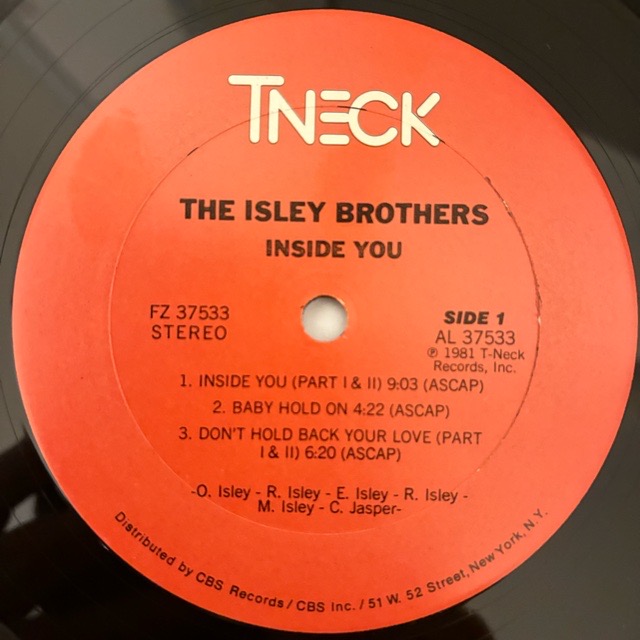 TNECK
THE ISLEY BROTHERS
INSIDE YOU
FZ 37533
STEREO
SIDE 1
AL 37533
℗ 1981 T-Neck
Records, Inc.
1. INSIDE YOU (PART I & II) 9:03 (ASCAP)
2. BABY HOLD ON 4:22 (ASCAP)
3. DON'T HOLD BACK YOUR LOVE (PART
I & II) 6:20 (ASCAP)
-O. Isley - R. Isley - E. Isley - R. Isley -
M. Isley - C. Jasper-
Distributed by CBS Records / CBS Inc. / 51 W. 52 Street, New York, N.Y.